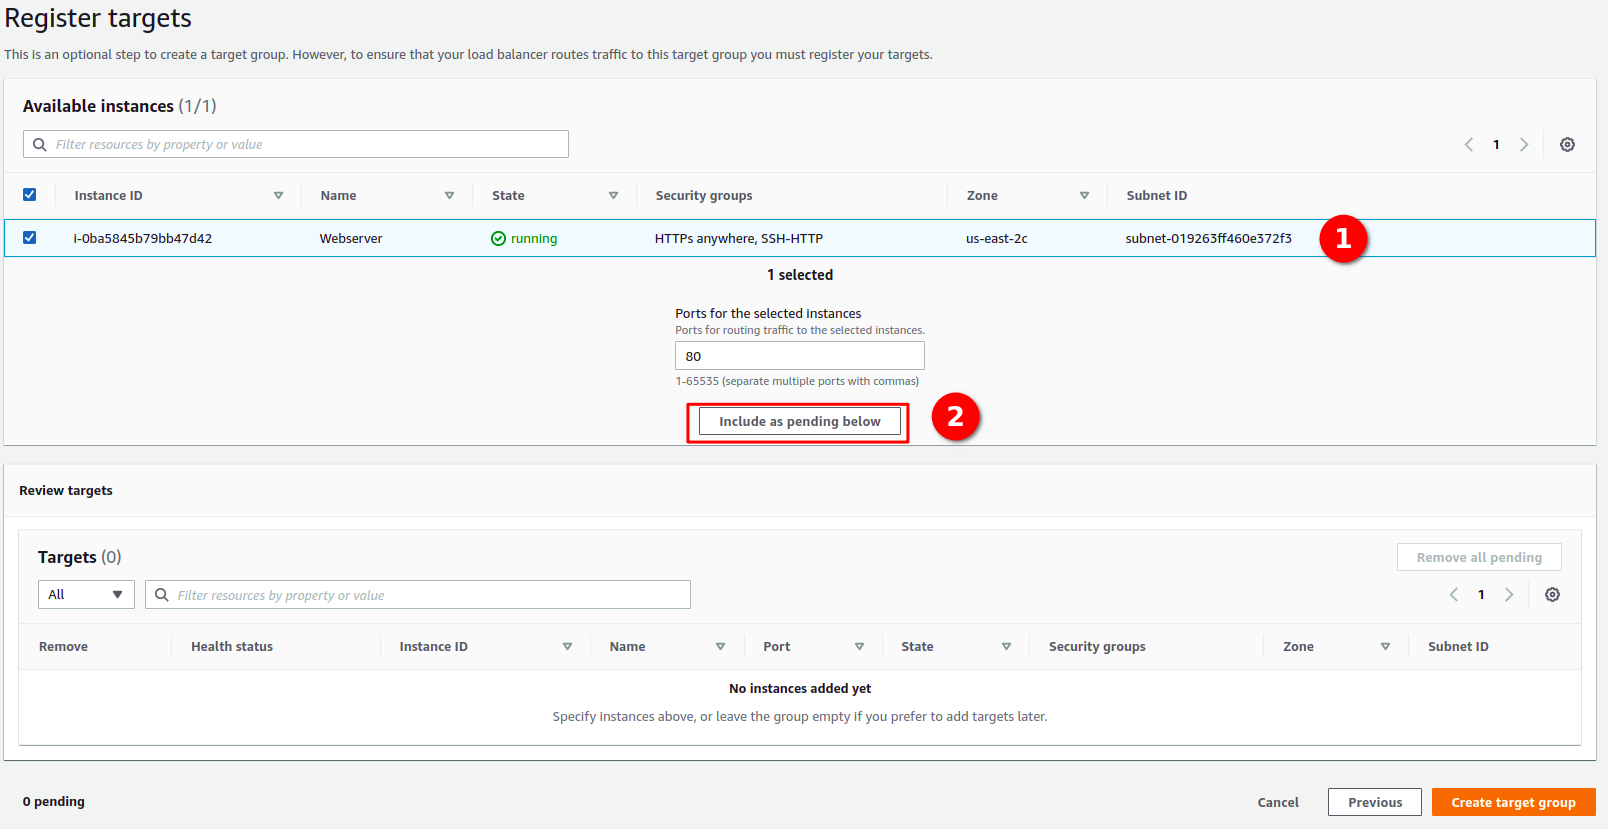 Register targets
This is an optional step to create a target group. However, to ensure that your load balancer routes traffic to this target group you must register your targets.
Available instances (1/1)
Filter resources by property or value
1
Instance ID Name State Security groups Zone Subnet ID
i-0ba5845b79bb47d42 Webserver running HTTPs anywhere, SSH-HTTP us-east-2c subnet-019263ff460e372f3 1
1 selected
Ports for the selected instances
Ports for routing traffic to the selected instances.
80
1-65535 (separate multiple ports with commas)
Include as pending below 2
Review targets
Targets (0) Remove all pending
All Filter resources by property or value 1
Remove Health status Instance ID Name Port State Security groups Zone Subnet ID
No instances added yet
Specify instances above, or leave the group empty if you prefer to add targets later.
0 pending Cancel Previous Create target group